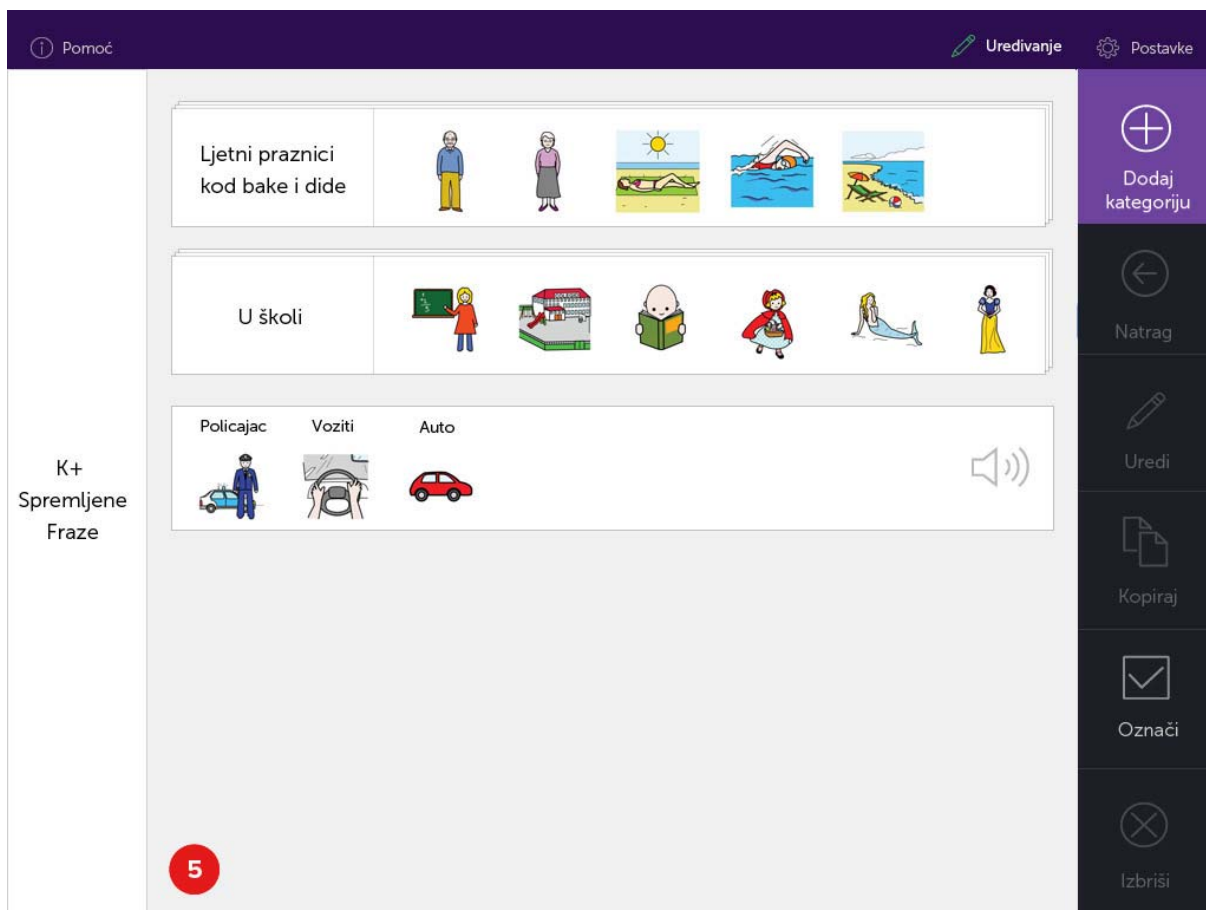 Pomoć
Uređivanje
Postavke
Ljetni praznici
kod bake i dide
U školi
Policajac
Voziti
Auto
K+
Spremljene
Fraze
5
Dodaj
kategoriju
Natrag
Uredi
Kopiraj
Označi
Izbriši